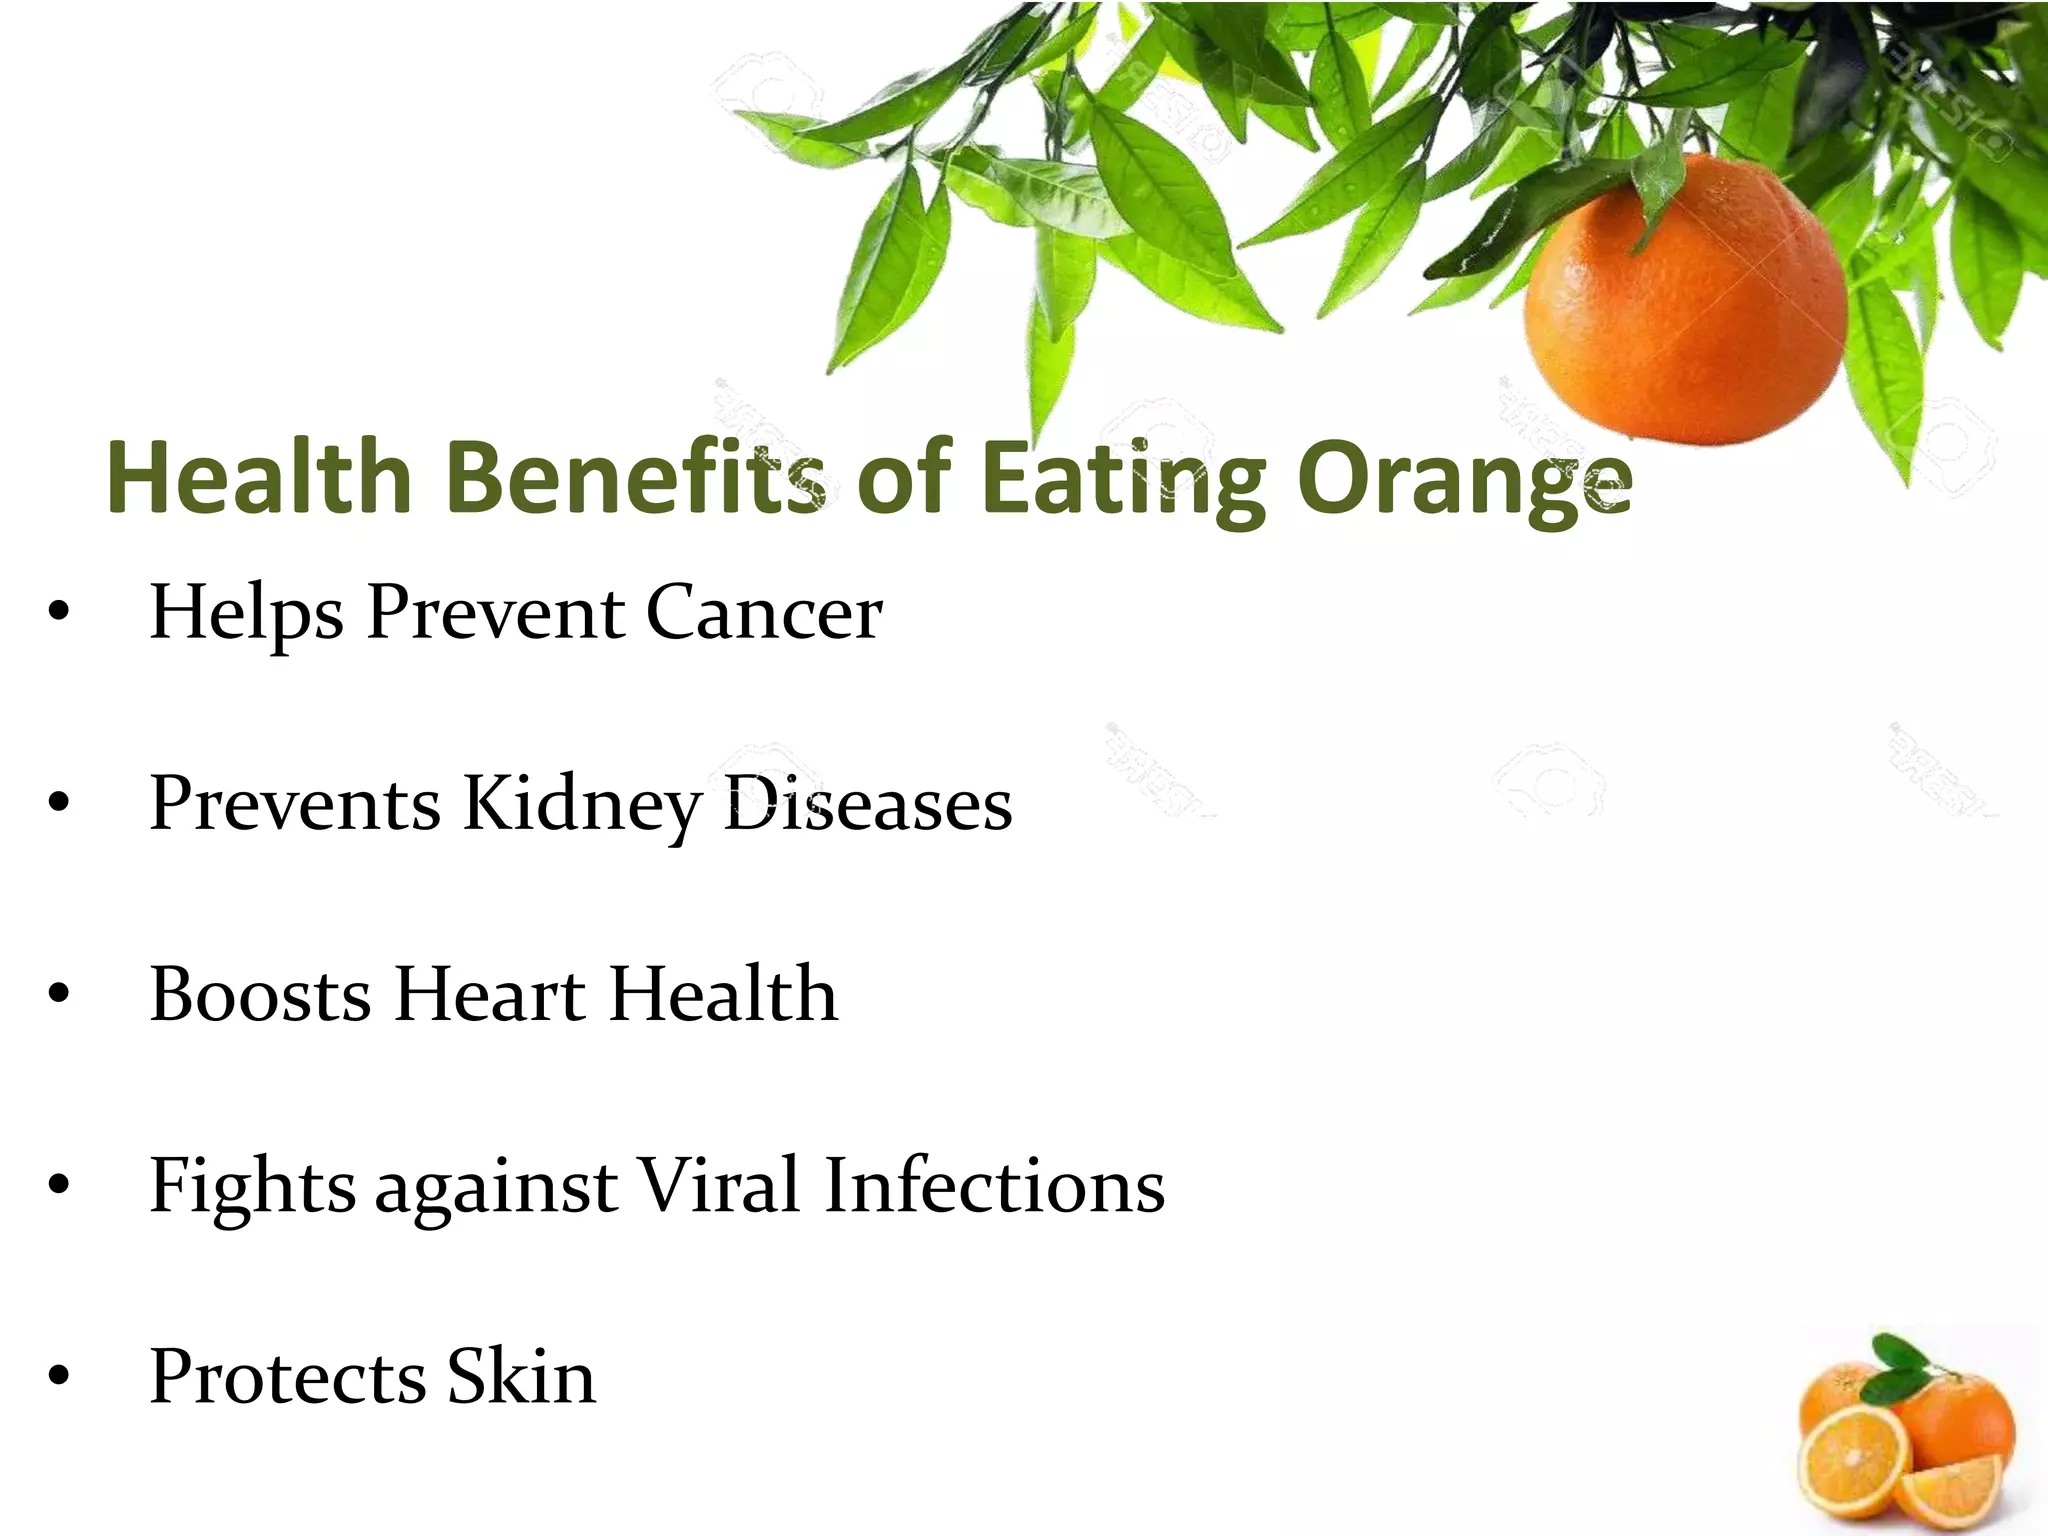 Health Benefits of Eating Orange
• Helps Prevent Cancer
• Prevents Kidney Diseases
• Boosts Heart Health
• Fights against Viral Infections
• Protects Skin